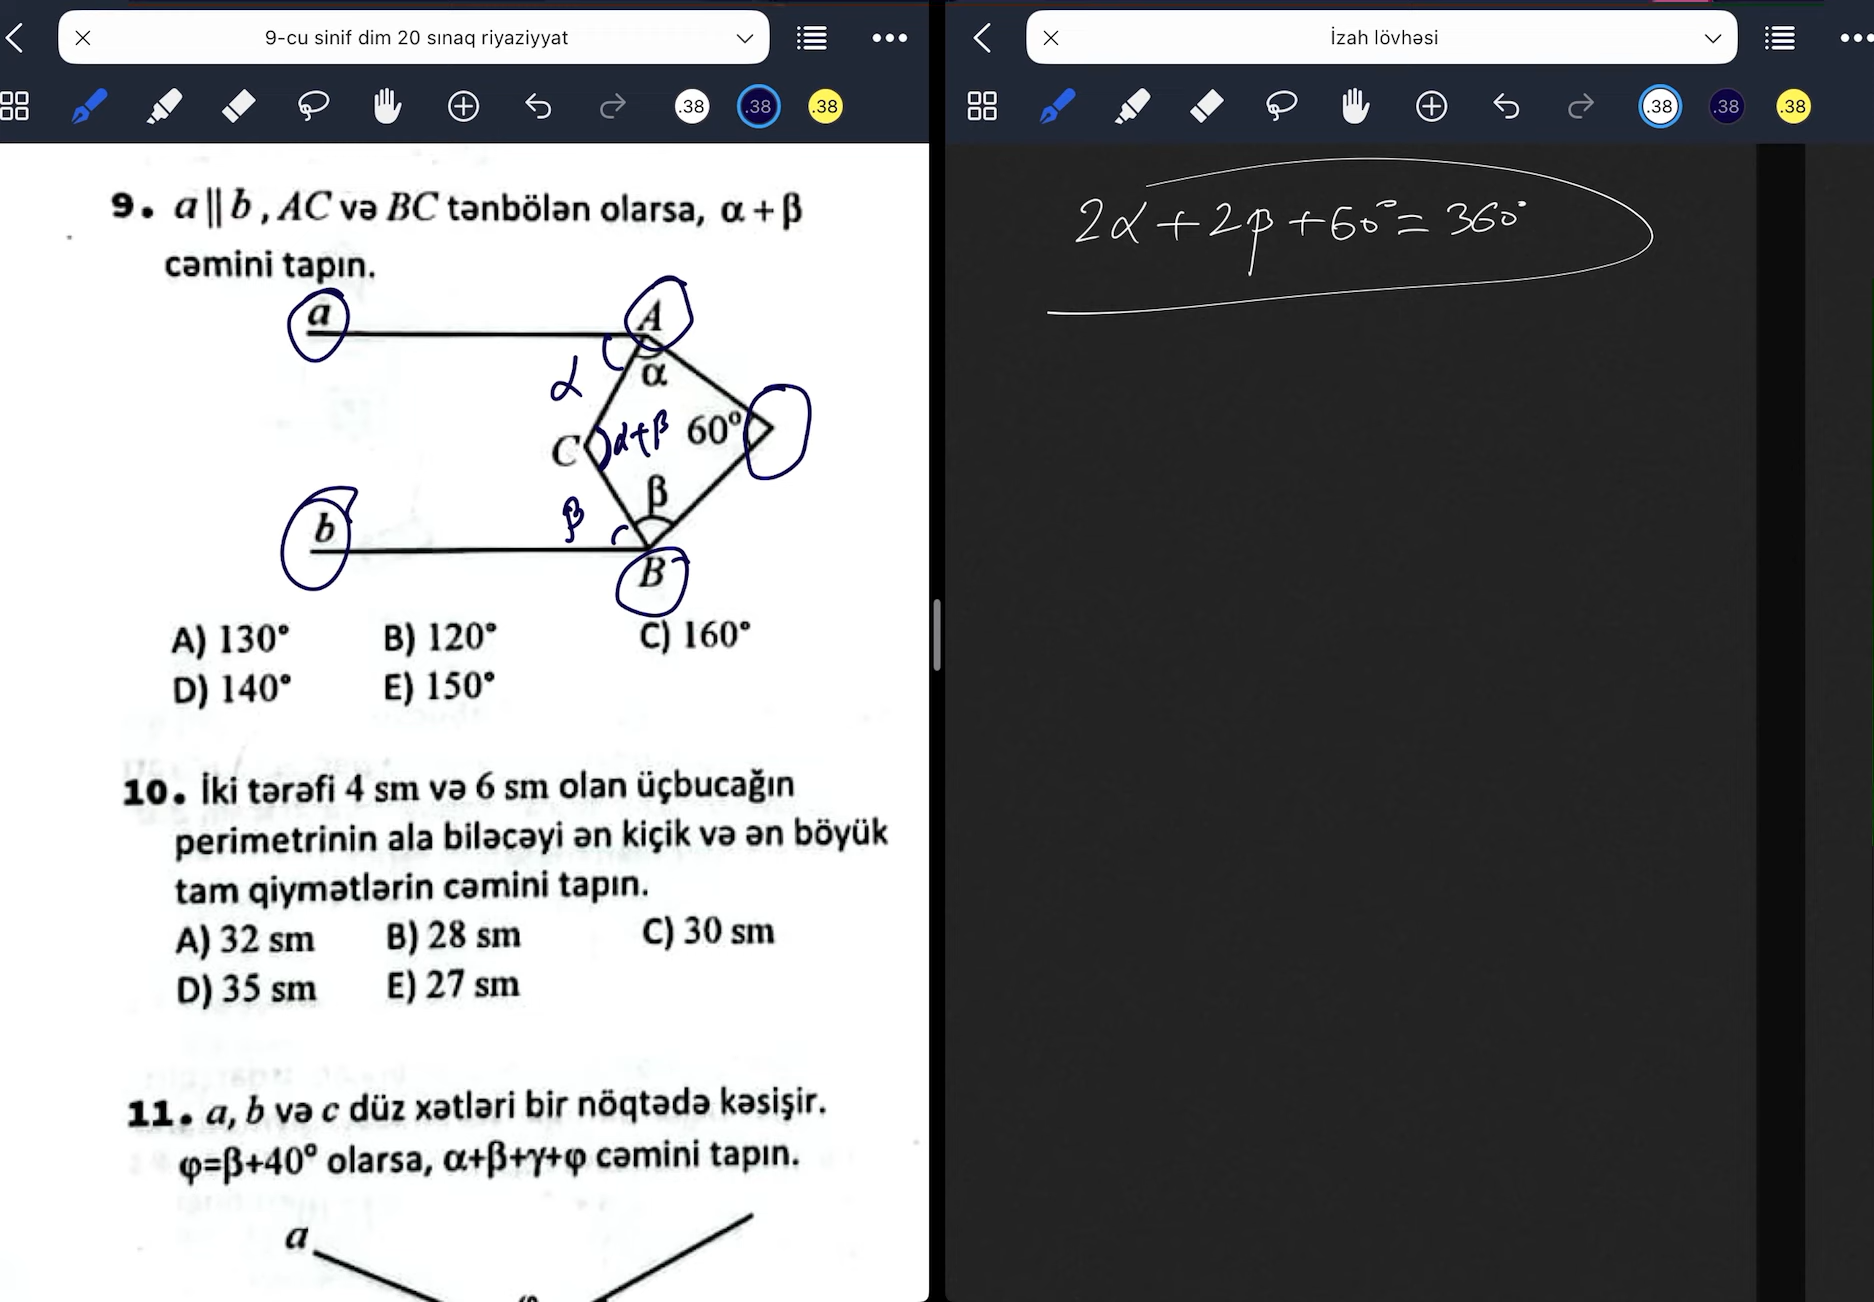 9-cu sinif dim 20 sınaq riyaziyyat
.38 .38 .38
9. a || b, AC və BC tənbölən olarsa, α + β
cəmini tapın.
a
A
α
α
C
α+β
60°
β
β
b
B
A) 130° B) 120° C) 160°
D) 140° E) 150°
10. İki tərəfi 4 sm və 6 sm olan üçbucağın
perimetrinin ala biləcəyi ən kiçik və ən böyük
tam qiymətlərin cəmini tapın.
A) 32 sm B) 28 sm C) 30 sm
D) 35 sm E) 27 sm
11. a, b və c düz xətləri bir nöqtədə kəsişir.
φ=β+40° olarsa, α+β+γ+φ cəmini tapın.
a
İzah lövhəsi
.38 .38 .38
2α + 2β + 60° = 360°